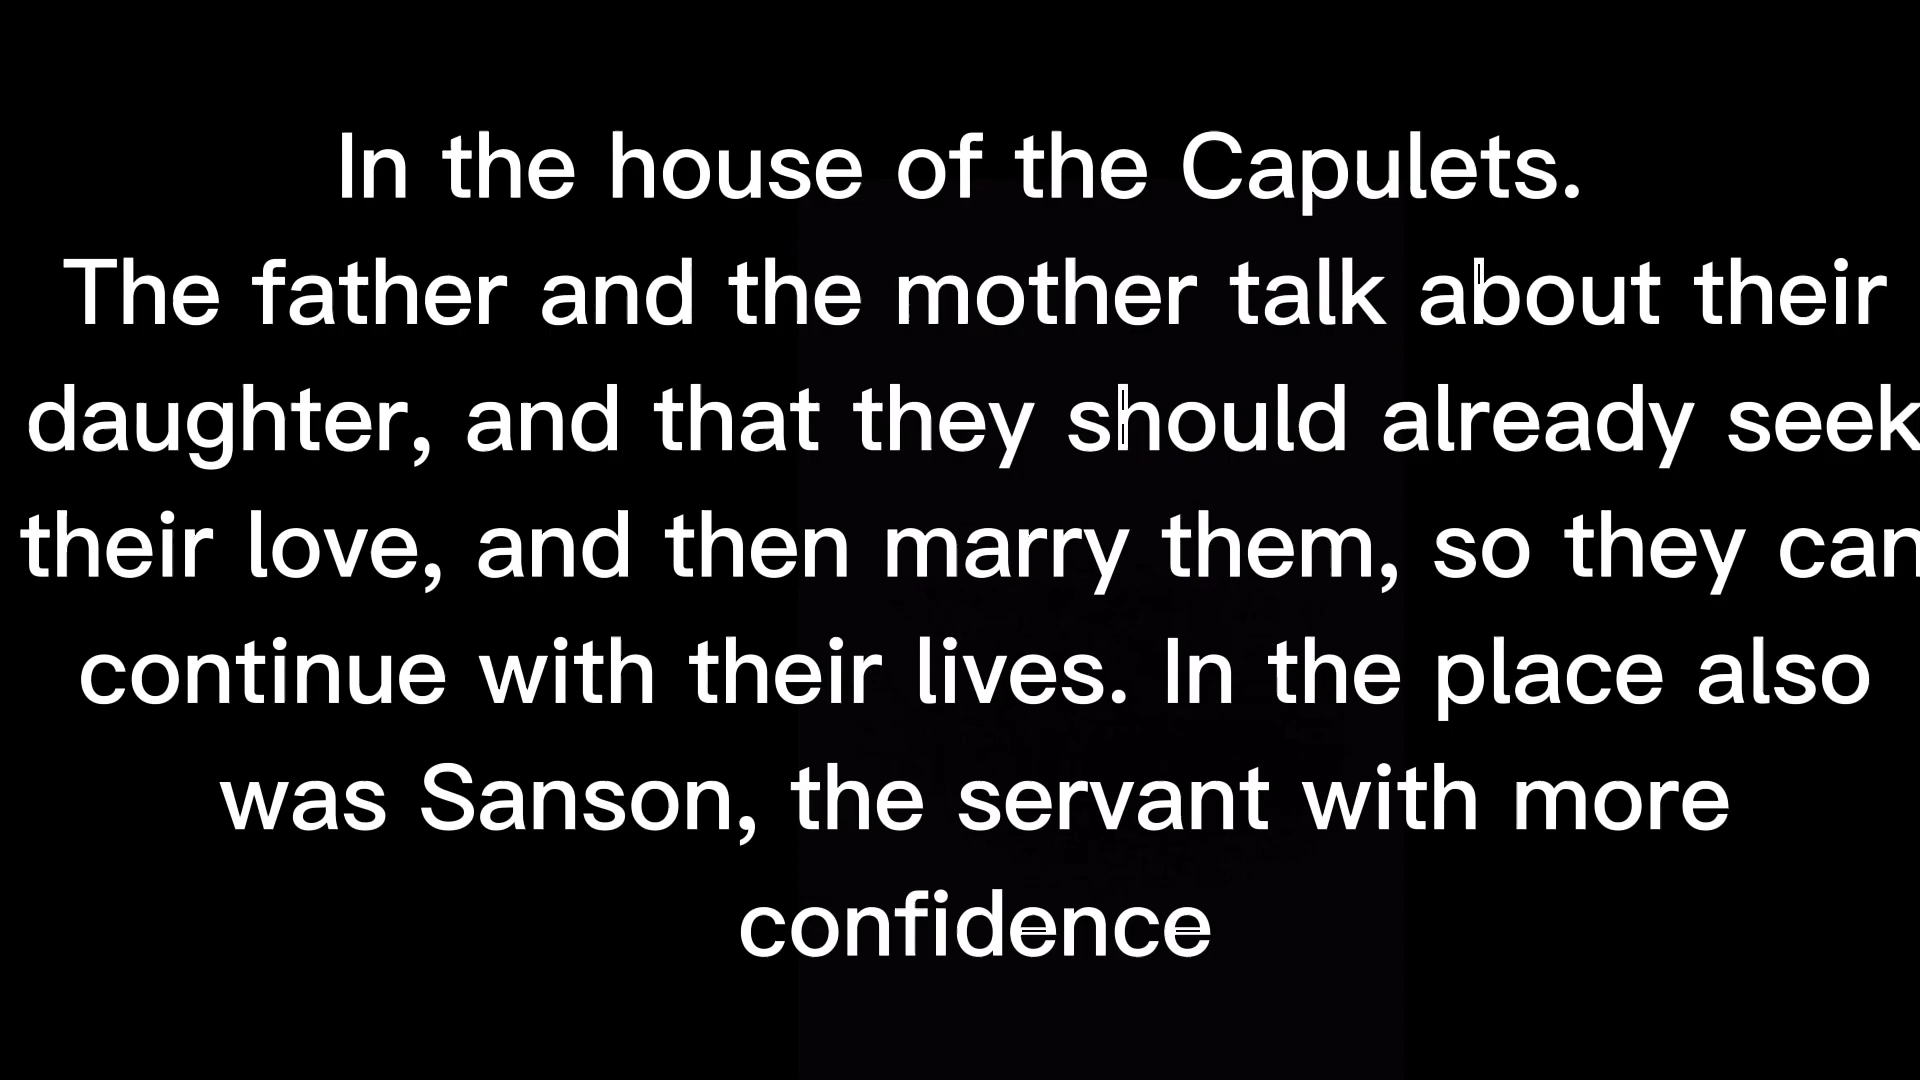 In the house of the Capulets.
The father and the mother talk about their
daughter, and that they should already seek
their love, and then marry them, so they can
continue with their lives. In the place also
was Sanson, the servant with more
confidence